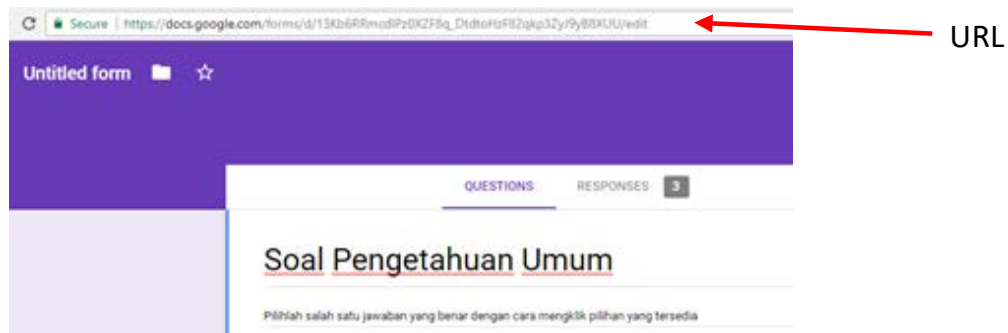 Secure | https://docs.google.com/forms/d/
URL
Untitled form
QUESTIONS RESPONSES 3
Soal Pengetahuan Umum
Pilihlah salah satu jawaban yang benar dengan cara mengklik pilihan yang tersedia